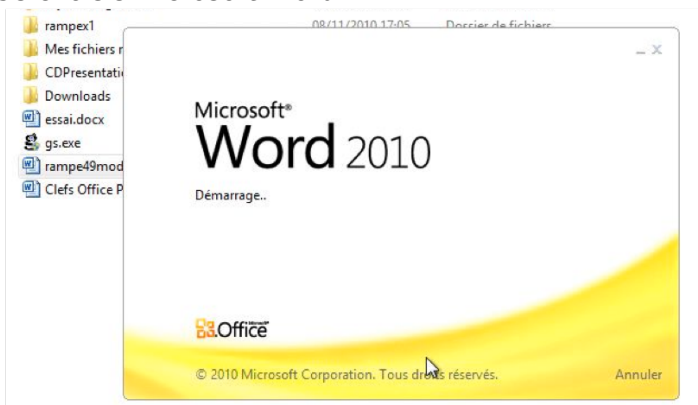 rampex1 08/11/2010 17:05 Dossier de fichiers
Mes fichiers r
CDPresentatio
Downloads
essai.docx
gs.exe
rampe49mod
Clefs Office P
Microsoft®
Word 2010
Démarrage..
Microsoft
Office
© 2010 Microsoft Corporation. Tous droits réservés. Annuler